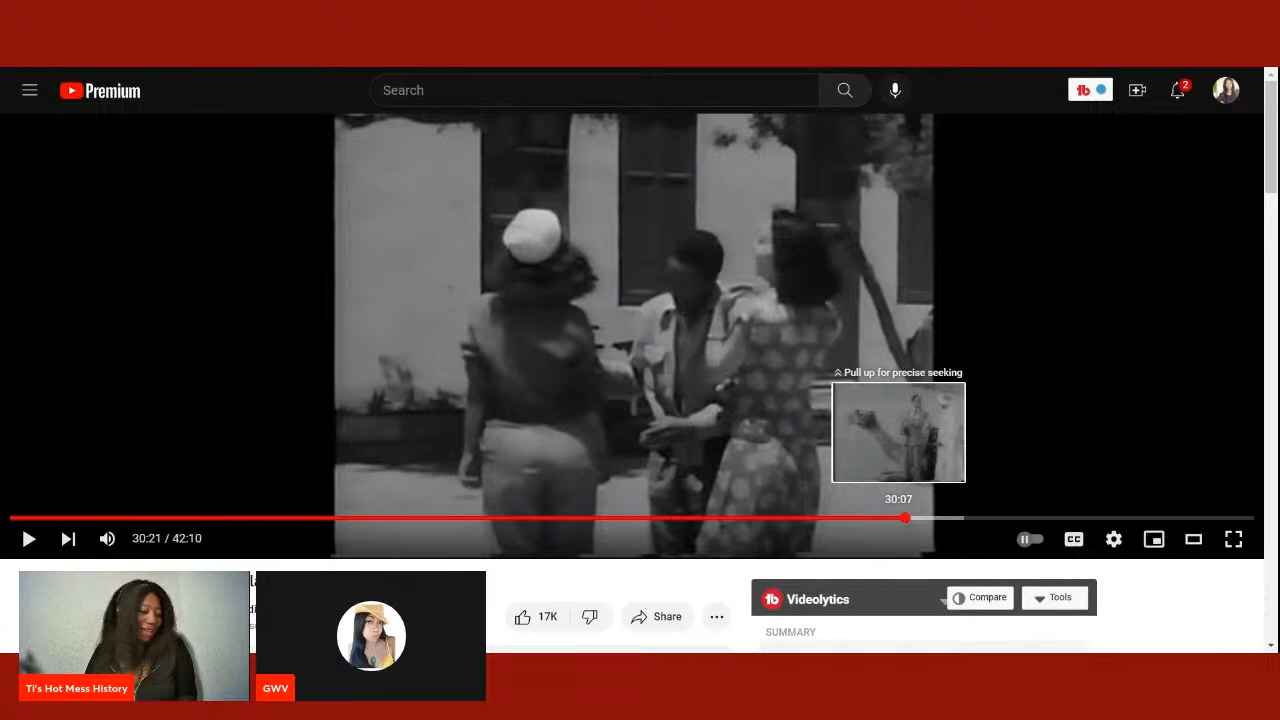 Premium
Search
2
Pull up for precise seeking
30:07
30:21 / 42:10
CC
17K
Share
Videolytics
Compare
Tools
SUMMARY
Ti's Hot Mess History
GWV